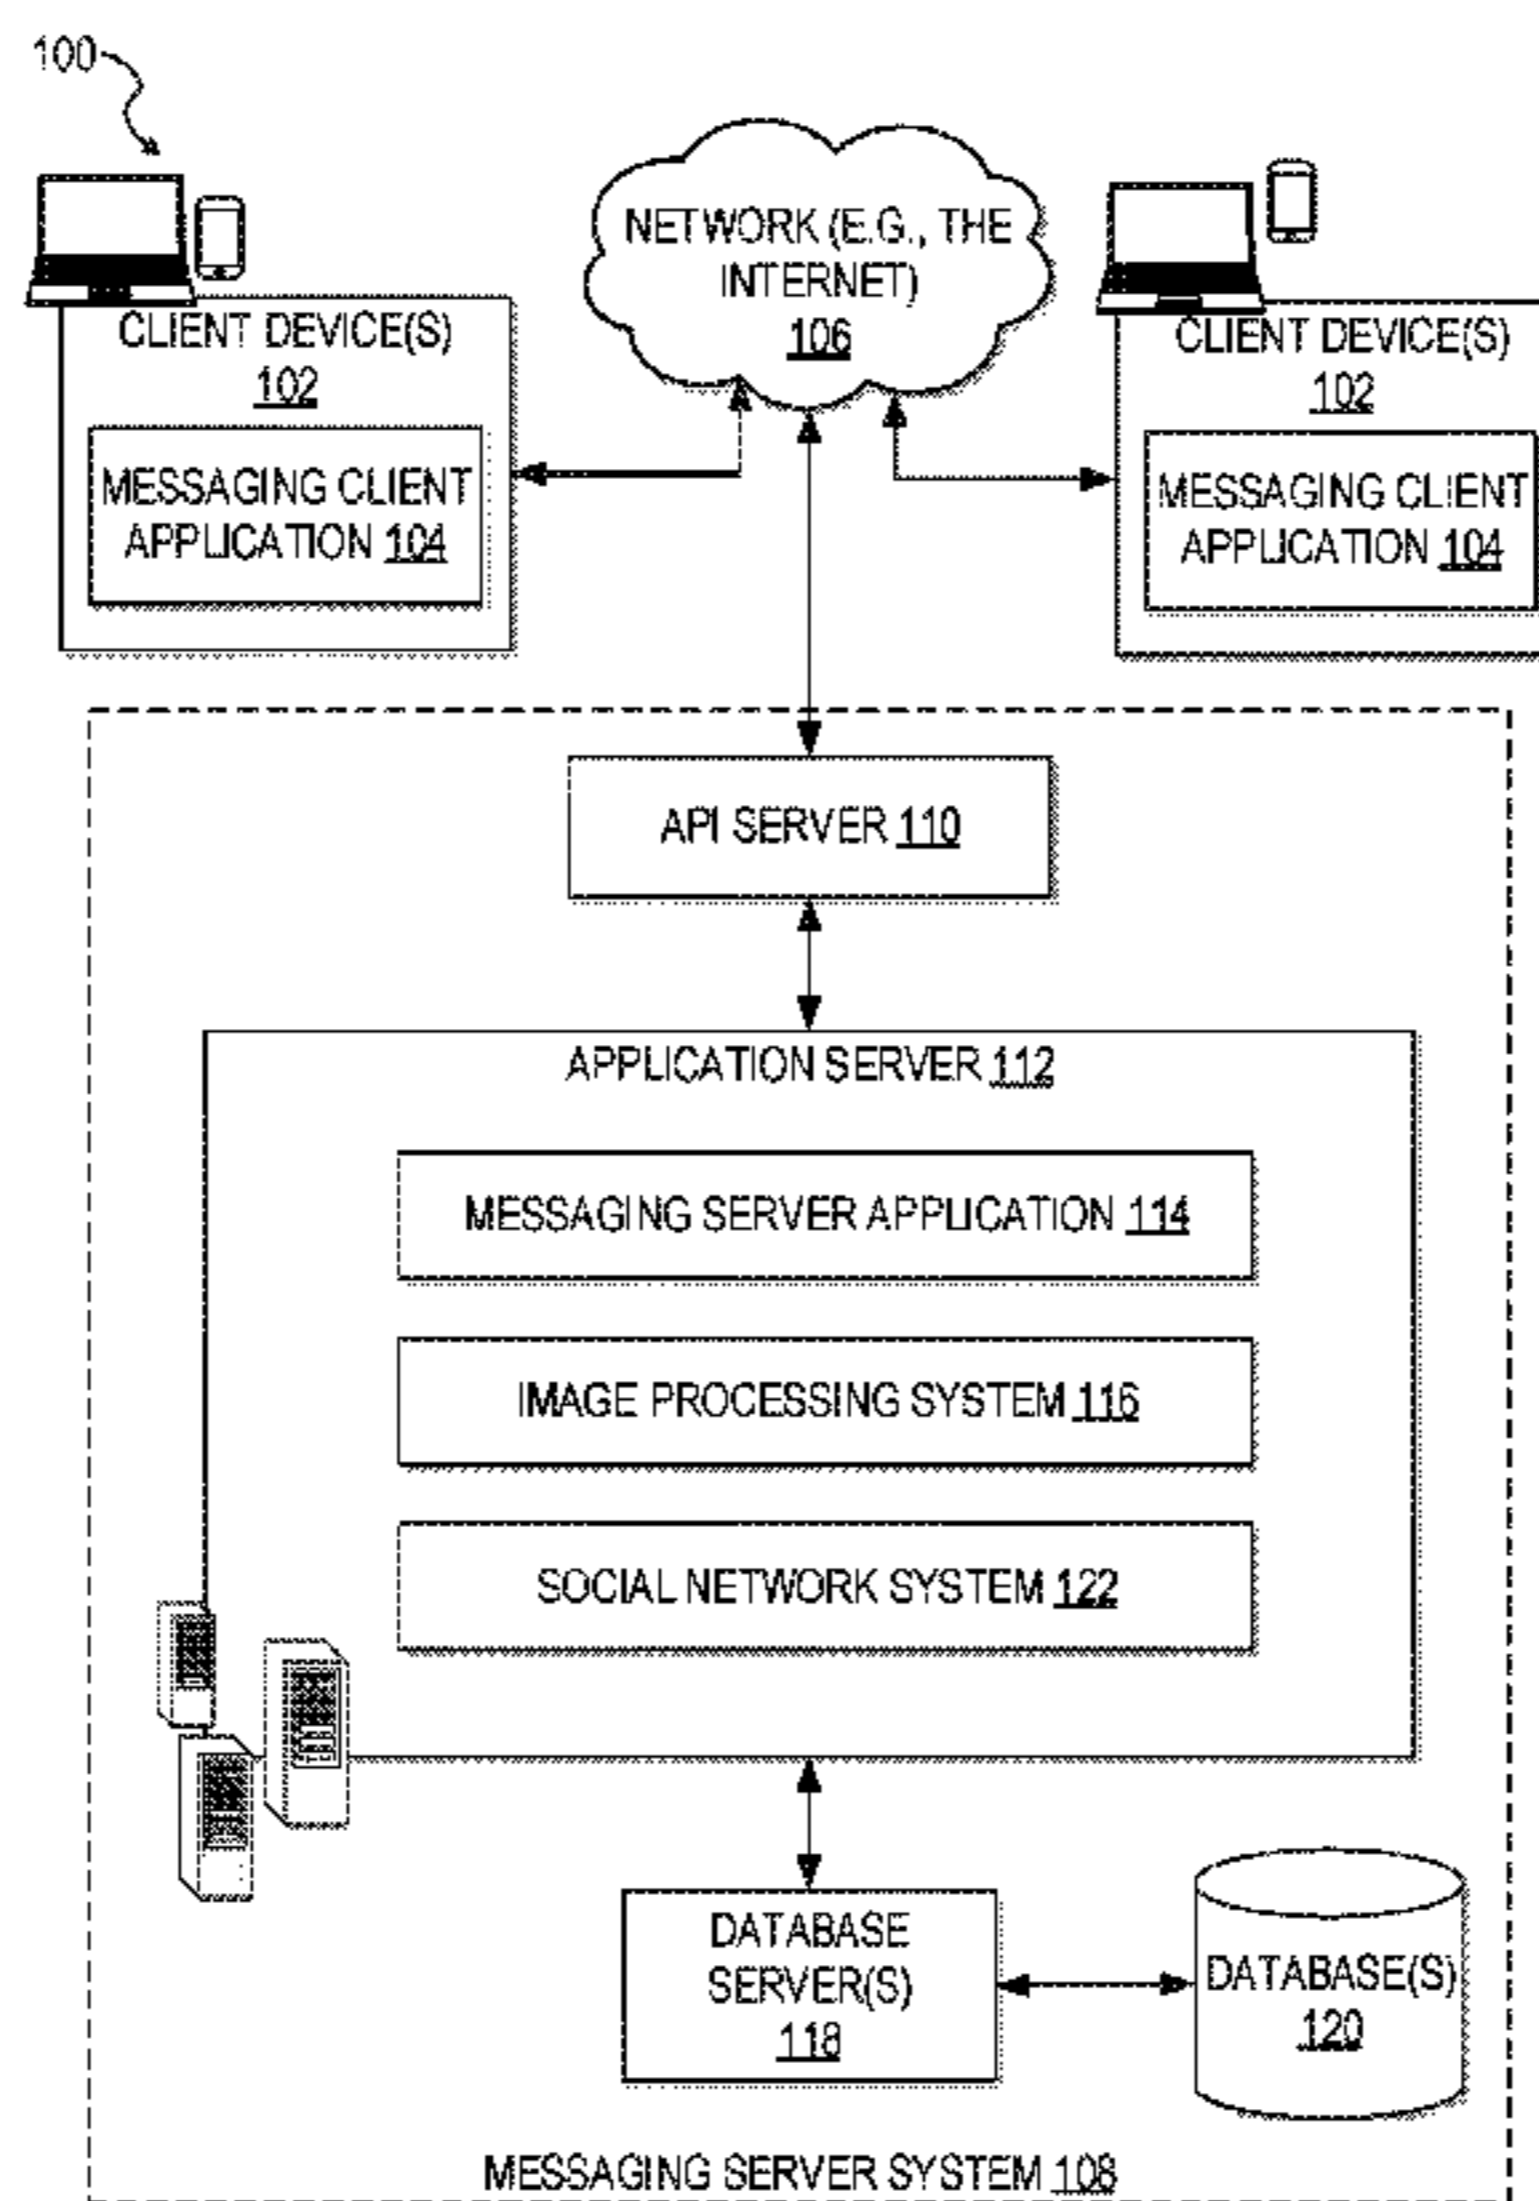 100
NETWORK (E.G., THE
INTERNET)
106
CLIENT DEVICE(S)
102
MESSAGING CLIENT
APPLICATION 104
CLIENT DEVICE(S)
102
MESSAGING CLIENT
APPLICATION 104
API SERVER 110
APPLICATION SERVER 112
MESSAGING SERVER APPLICATION 114
IMAGE PROCESSING SYSTEM 116
SOCIAL NETWORK SYSTEM 122
DATABASE
SERVER(S)
118
DATABASE(S)
120
MESSAGING SERVER SYSTEM 108